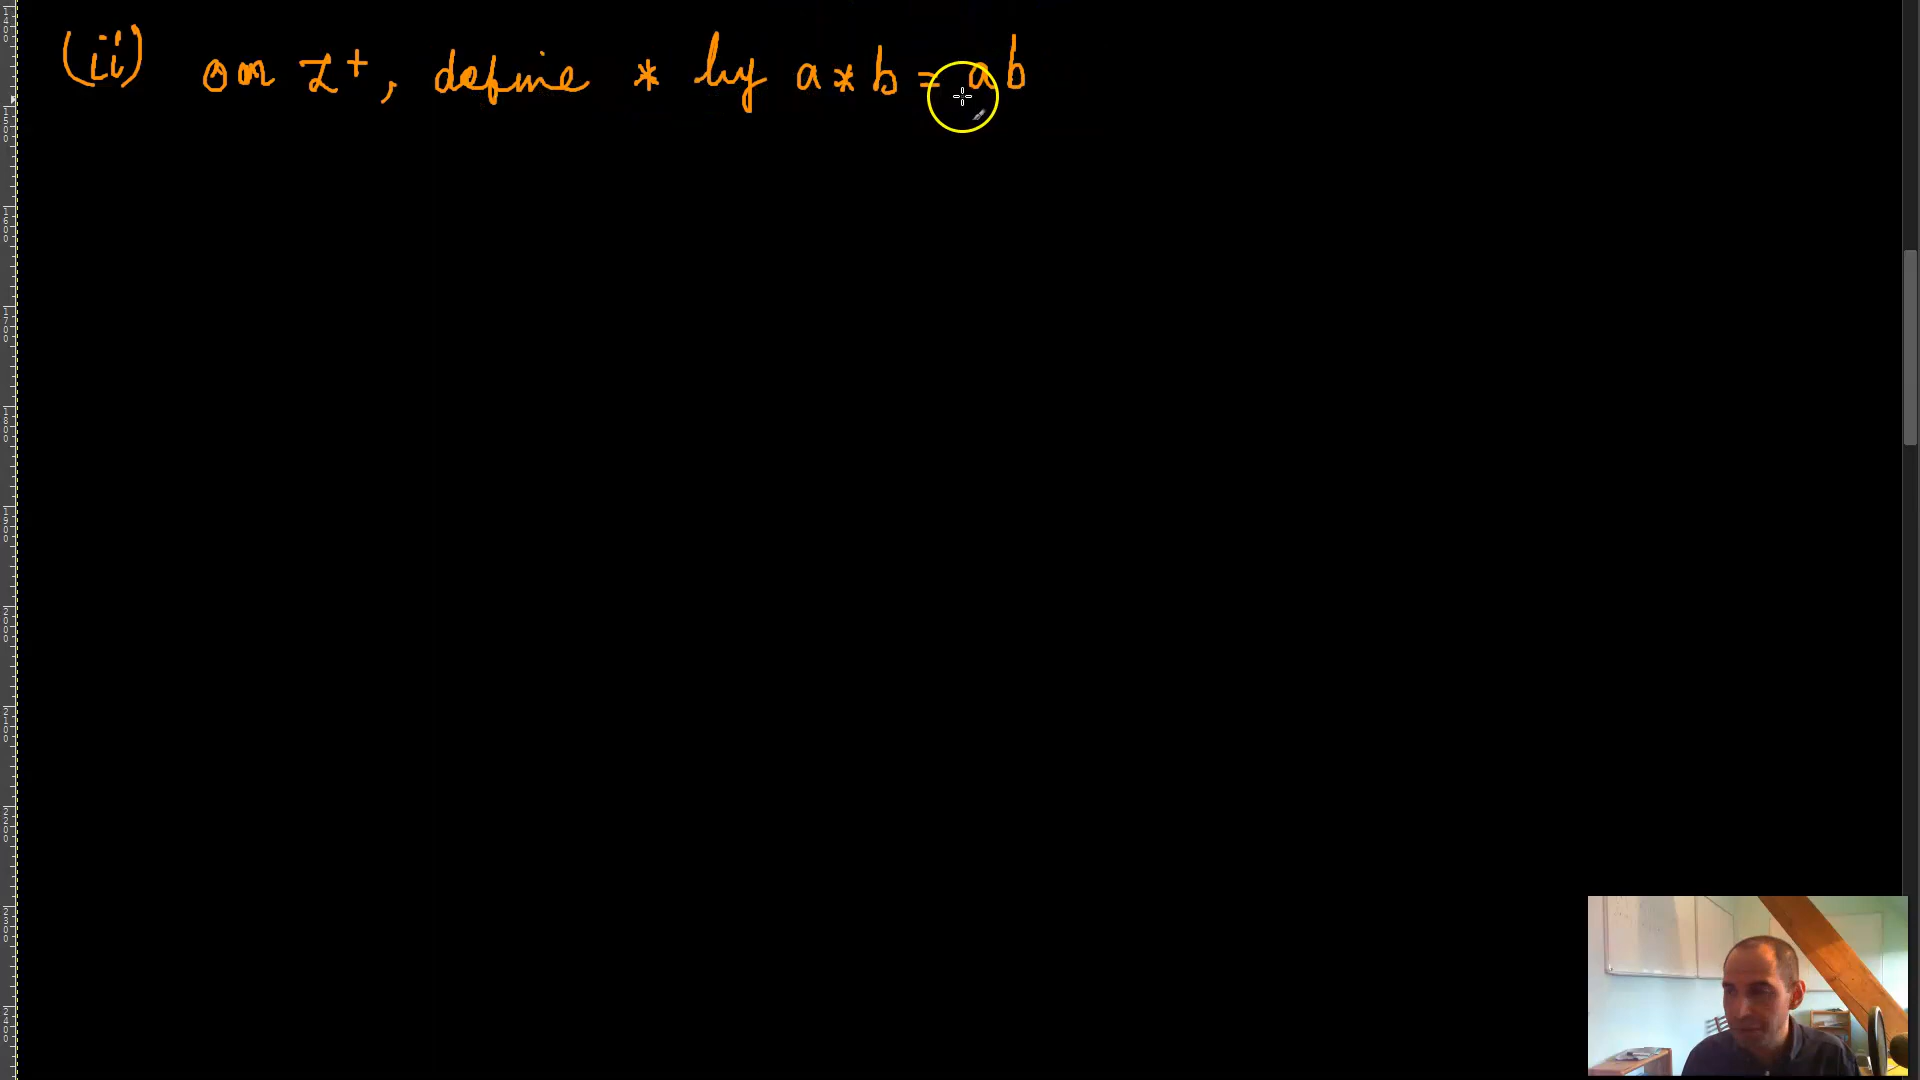 (ii) on Z+, define * by a * b = ab